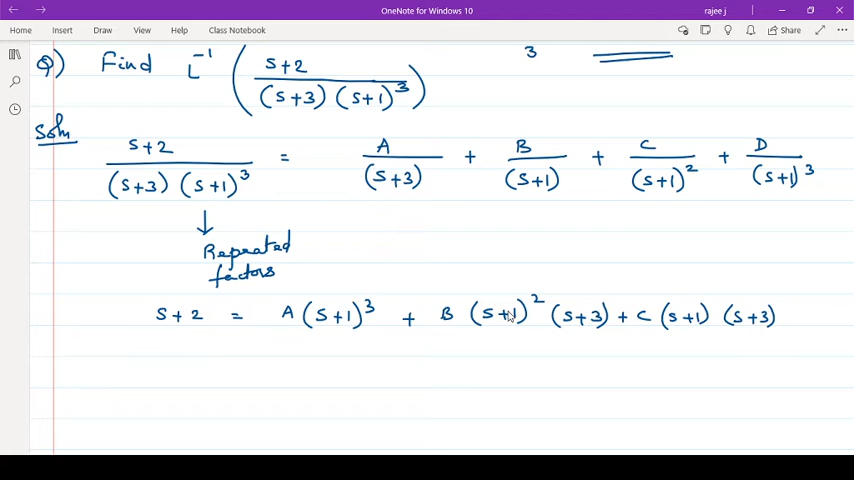 OneNote for Windows 10
rajee j
Home Insert Draw View Help Class Notebook Share
3
Q) Find L⁻¹ ( s+2 / (s+3) (s+1)³ )
Soln
s+2 / (s+3) (s+1)³ = A / (s+3) + B / (s+1) + C / (s+1)² + D / (s+1)³
↓
Repeated
factors
s+2 = A (s+1)³ + B (s+1)² (s+3) + C (s+1) (s+3)